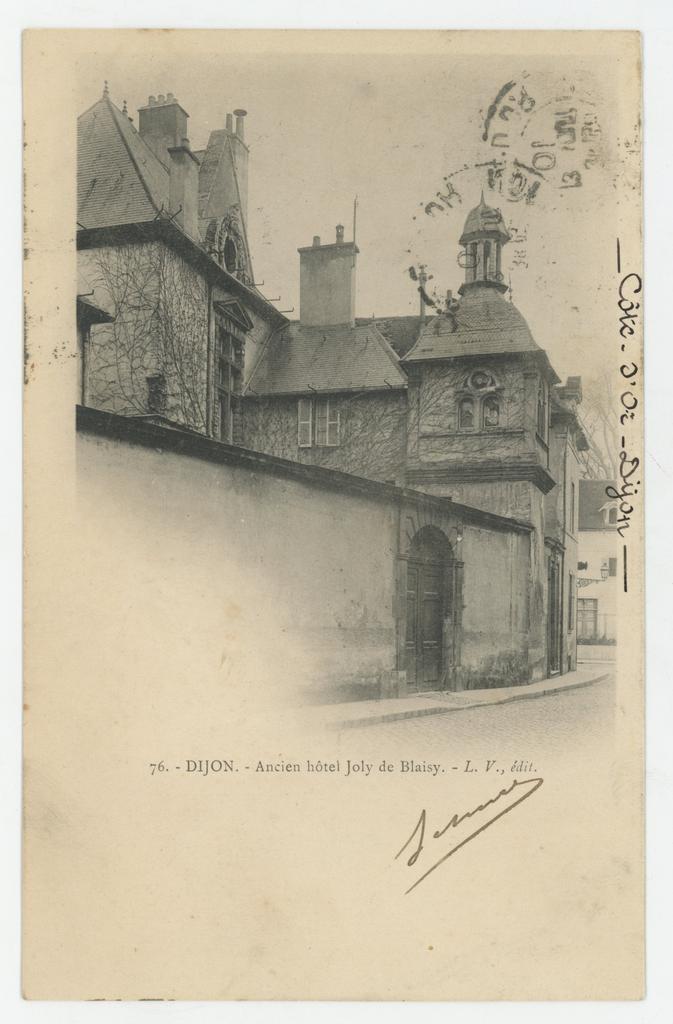 — Côte - d'Or - Dijon —
76. - DIJON. - Ancien hôtel Joly de Blaisy. - L. V., édit.